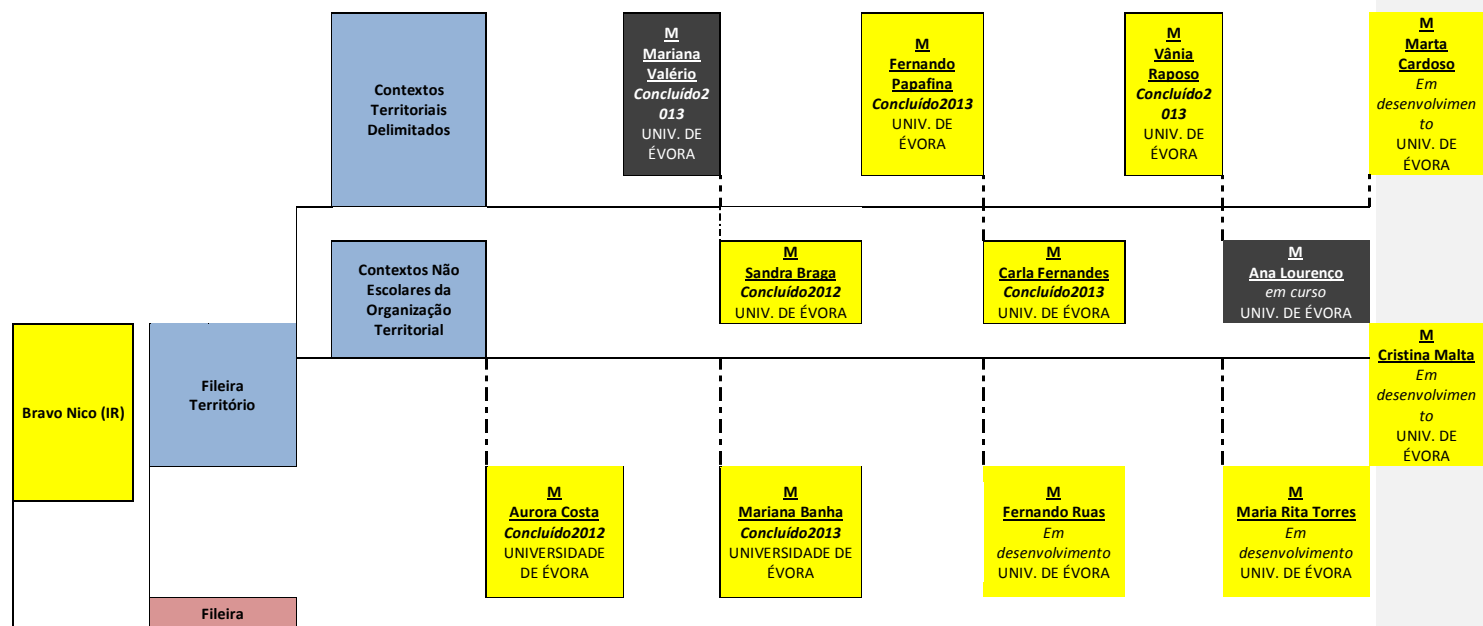 Contextos
Territoriais
Delimitados
M
Mariana
Valério
Concluído2
013
UNIV. DE
ÉVORA
M
Fernando
Papafina
Concluído2013
UNIV. DE
ÉVORA
M
Vânia
Raposo
Concluído2
013
UNIV. DE
ÉVORA
M
Marta
Cardoso
Em
desenvolvimen
to
UNIV. DE
ÉVORA
Contextos Não
Escolares da
Organização
Territorial
M
Sandra Braga
Concluído2012
UNIV. DE ÉVORA
M
Carla Fernandes
Concluído2013
UNIV. DE ÉVORA
M
Ana Lourenço
em curso
UNIV. DE ÉVORA
Bravo Nico (IR)
Fileira
Território
M
Cristina Malta
Em
desenvolvimen
to
UNIV. DE
ÉVORA
M
Aurora Costa
Concluído2012
UNIVERSIDADE
DE ÉVORA
M
Mariana Banha
Concluído2013
UNIVERSIDADE DE
ÉVORA
M
Fernando Ruas
Em
desenvolvimento
UNIV. DE ÉVORA
M
Maria Rita Torres
Em
desenvolvimento
UNIV. DE ÉVORA
Fileira